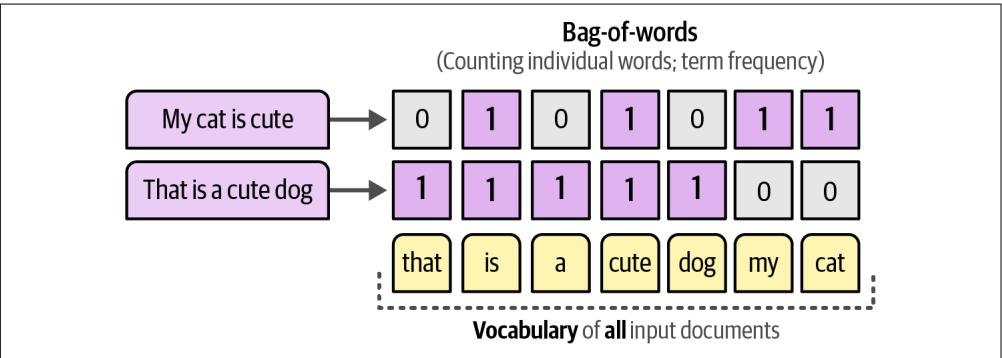 Bag-of-words
(Counting individual words; term frequency)
My cat is cute 0 1 0 1 0 1 1
That is a cute dog 1 1 1 1 1 0 0
that is a cute dog my cat
Vocabulary of all input documents